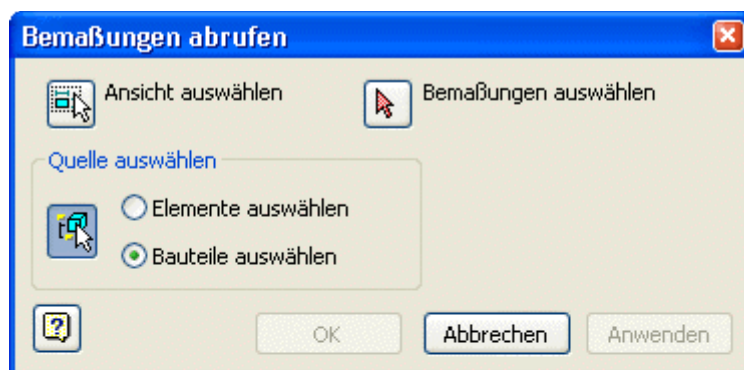 Bemaßungen abrufen
Ansicht auswählen
Bemaßungen auswählen
Quelle auswählen
Elemente auswählen
Bauteile auswählen
?
OK
Abbrechen
Anwenden